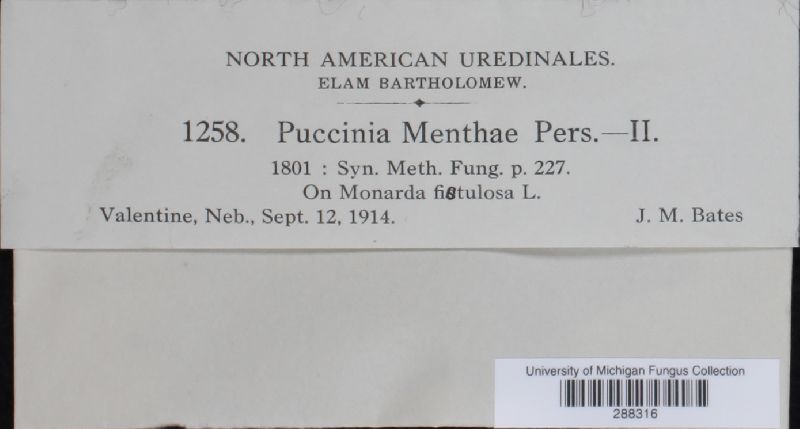 NORTH AMERICAN UREDINALES.
ELAM BARTHOLOMEW.
1258. Puccinia Menthae Pers.—II.
1801 : Syn. Meth. Fung. p. 227.
On Monarda fistulosa L.
Valentine, Neb., Sept. 12, 1914. J. M. Bates
University of Michigan Fungus Collection
288316